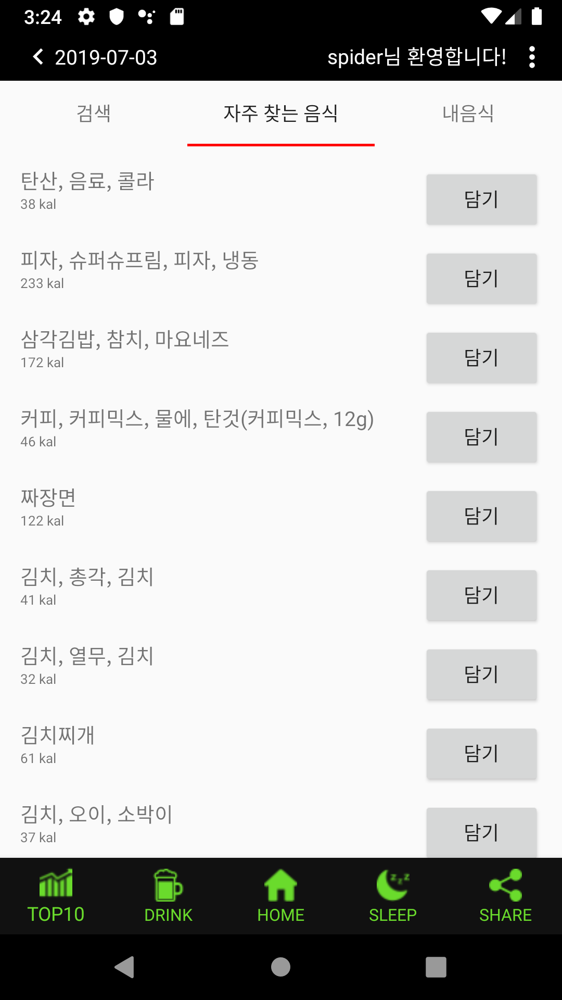 3:24
2019-07-03
spider님 환영합니다!
검색
자주 찾는 음식
내음식
탄산, 음료, 콜라
38 kal
담기
피자, 슈퍼슈프림, 피자, 냉동
233 kal
담기
삼각김밥, 참치, 마요네즈
172 kal
담기
커피, 커피믹스, 물에, 탄것(커피믹스, 12g)
46 kal
담기
짜장면
122 kal
담기
김치, 총각, 김치
41 kal
담기
김치, 열무, 김치
32 kal
담기
김치찌개
61 kal
담기
김치, 오이, 소박이
37 kal
담기
TOP10
DRINK
HOME
SLEEP
SHARE